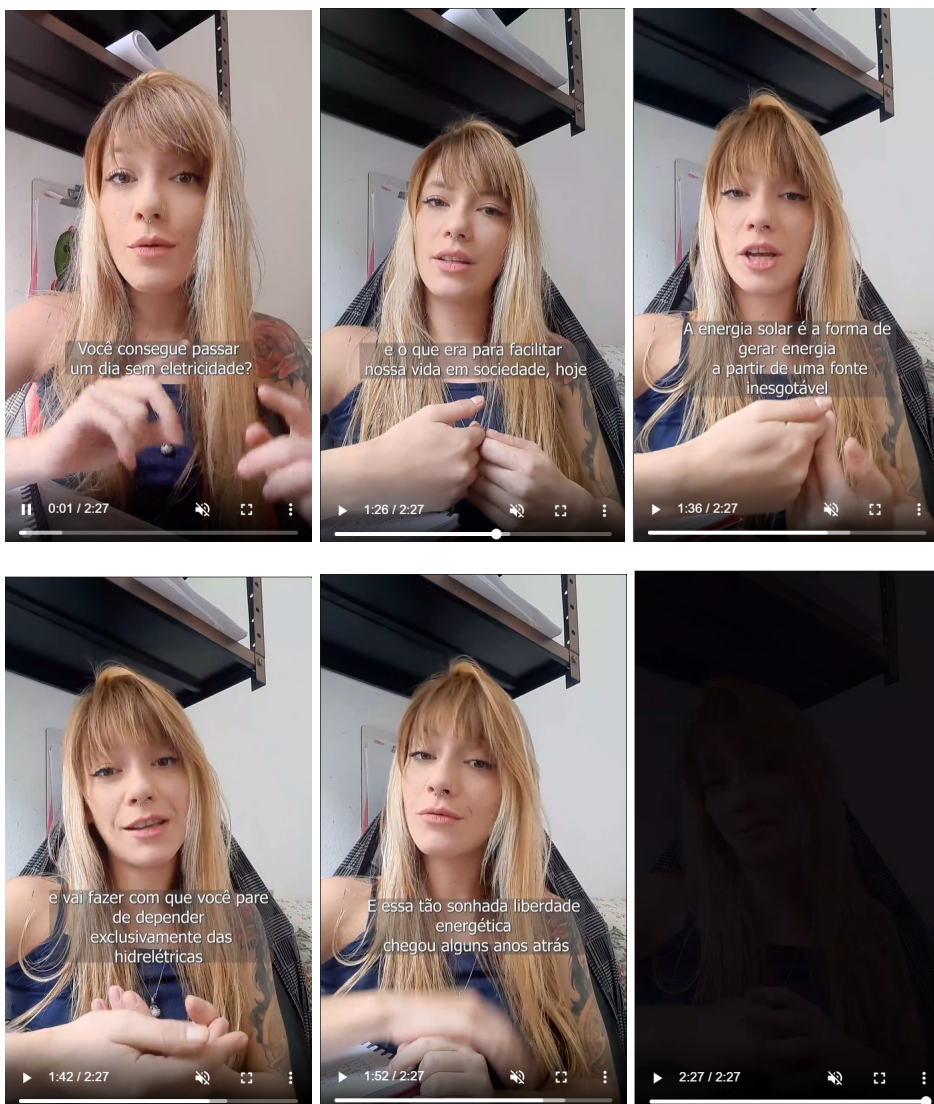 Você consegue passar
um dia sem eletricidade?
0:01 / 2:27
e o que era para facilitar
nossa vida em sociedade, hoje
1:26 / 2:27
A energia solar é a forma de
gerar energia
a partir de uma fonte
inesgotável
1:36 / 2:27
e vai fazer com que você pare
de depender
exclusivamente das
hidrelétricas
1:42 / 2:27
E essa tão sonhada liberdade
energética
chegou alguns anos atrás
1:52 / 2:27
2:27 / 2:27